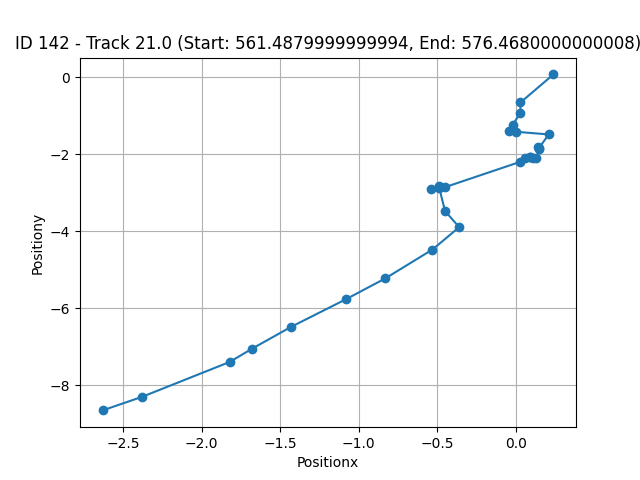 ID 142 - Track 21.0 (Start: 561.4879999999994, End: 576.4680000000008)
0
−2
−4
−6
−8
Positiony
−2.5 −2.0 −1.5 −1.0 −0.5 0.0
Positionx